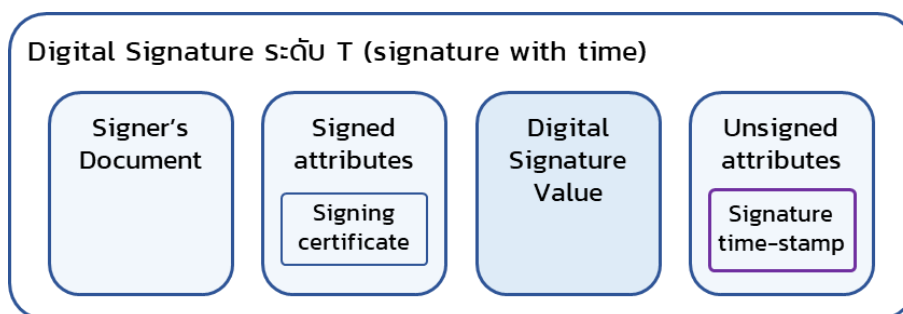 Digital Signature ระดับ T (signature with time)
Signer's
Document
Signed
attributes
Signing
certificate
Digital
Signature
Value
Unsigned
attributes
Signature
time-stamp